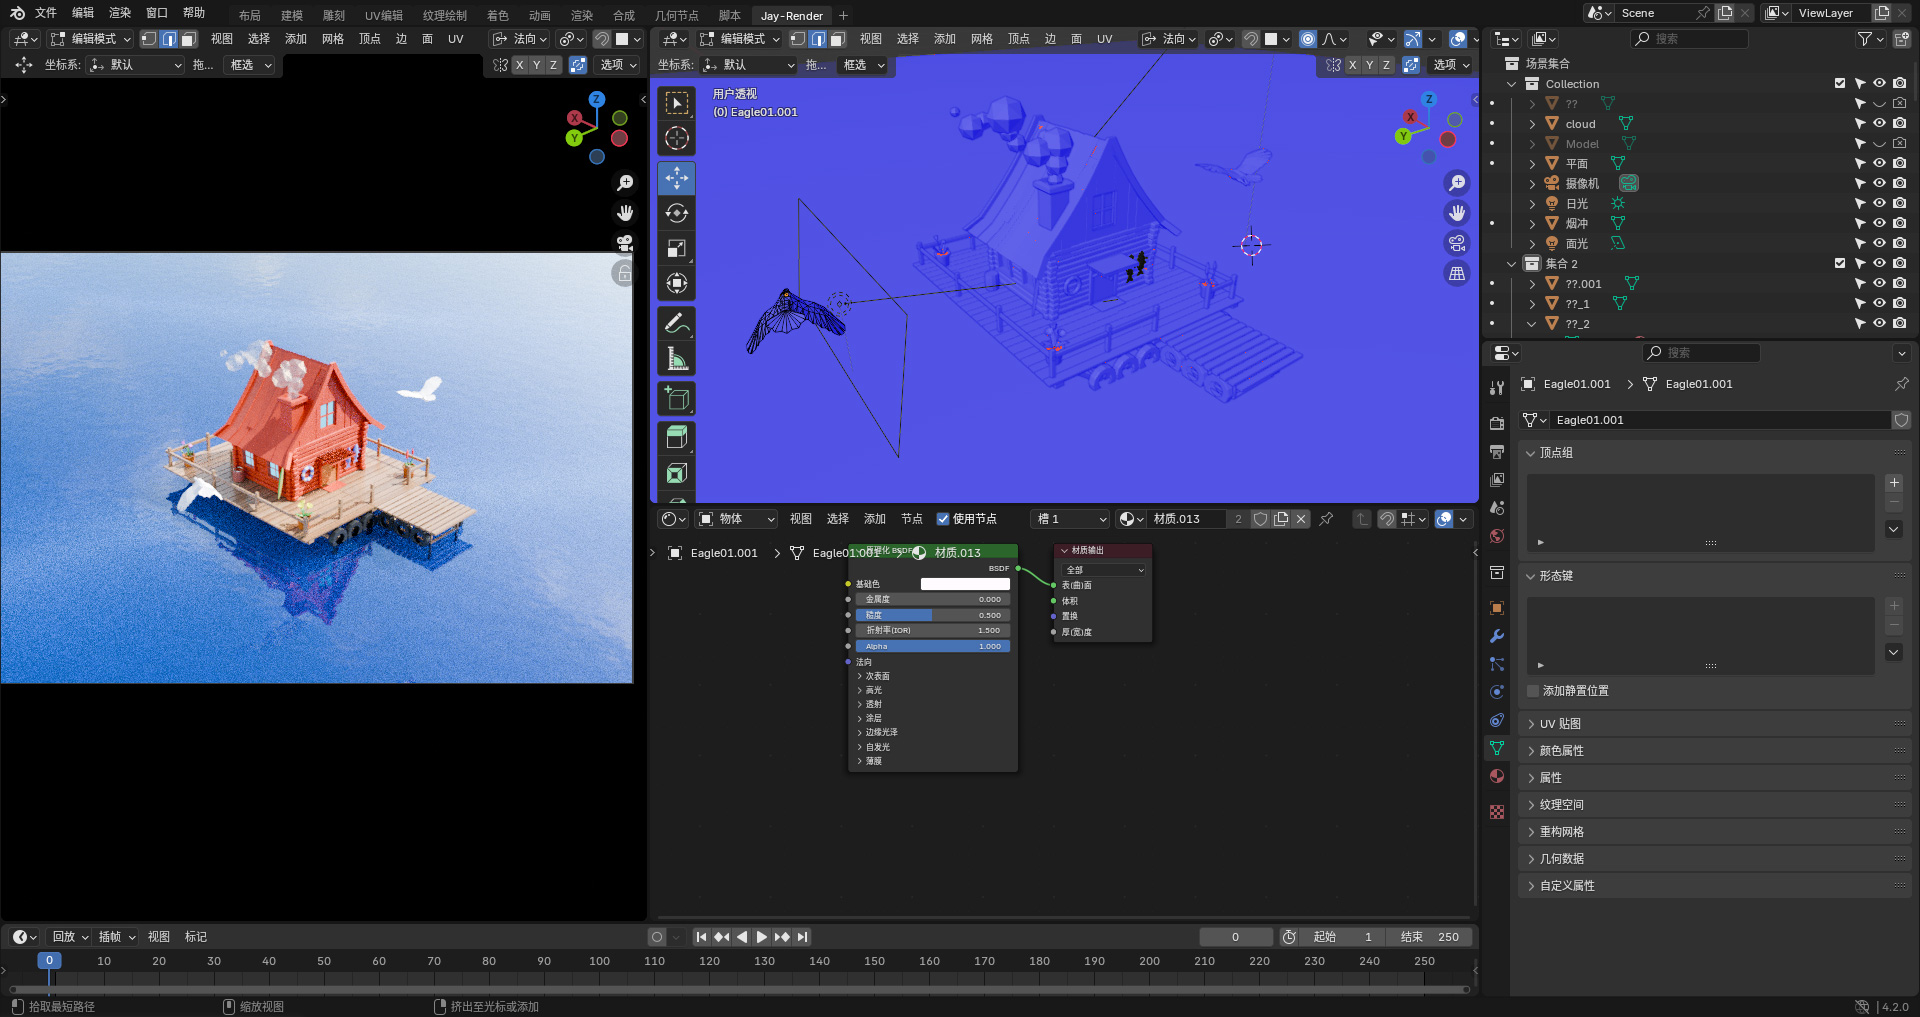 文件 编辑 渲染 窗口 帮助 布局 建模 雕刻 UV编辑 纹理绘制 着色 动画 渲染 合成 几何节点 脚本 Jay-Render + Scene ViewLayer
编辑模式 视图 选择 添加 网格 顶点 边 面 UV 法向
坐标系: 默认 拖... 框选 X Y Z 选项
Z
X
Y
编辑模式 视图 选择 添加 网格 顶点 边 面 UV 法向
坐标系: 默认 拖... 框选 X Y Z 选项
用户透视
(0) Eagle01.001
Z
X
Y
搜索
场景集合
Collection
??
cloud
Model
平面
摄像机
日光
烟冲
面光
集合 2
??.001
??_1
??_2
物体 视图 选择 添加 节点 使用节点 槽 1 材质.013 2
Eagle01.001 Eagle01.001 材质.013
BSDF
基础色
金属度 0.000
糙度 0.500
折射率(IOR) 1.500
Alpha 1.000
法向
次表面
高光
透射
涂层
边缘光泽
自发光
薄膜
材质输出
全部
表(曲)面
体积
置换
厚(宽)度
搜索
Eagle01.001 Eagle01.001
Eagle01.001
顶点组
形态键
添加静置位置
UV 贴图
颜色属性
属性
纹理空间
重构网格
几何数据
自定义属性
回放 插帧 视图 标记 0 起始 1 结束 250
0 10 20 30 40 50 60 70 80 90 100 110 120 130 140 150 160 170 180 190 200 210 220 230 240 250
拾取最短路径 缩放视图 挤出至光标或添加 4.2.0